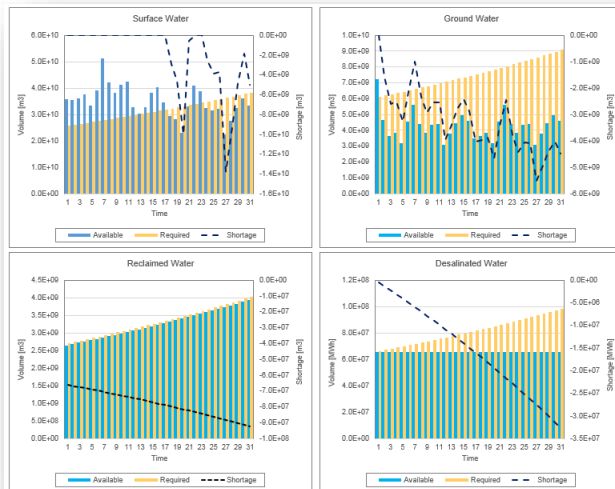 Surface Water
6.0E+10
5.0E+10
4.0E+10
3.0E+10
2.0E+10
1.0E+10
0.0E+00
Volume [m3]
0.0E+00
-2.0E+09
-4.0E+09
-6.0E+09
-8.0E+09
-1.0E+10
-1.2E+10
-1.4E+10
-1.6E+10
Shortage [m3]
1 3 5 7 9 11 13 15 17 19 21 23 25 27 29 31
Time
Available Required Shortage
Ground Water
1.0E+10
9.0E+09
8.0E+09
7.0E+09
6.0E+09
5.0E+09
4.0E+09
3.0E+09
2.0E+09
1.0E+09
0.0E+00
Volume [m3]
0.0E+00
-1.0E+09
-2.0E+09
-3.0E+09
-4.0E+09
-5.0E+09
-6.0E+09
Shortage [m3]
1 3 5 7 9 11 13 15 17 19 21 23 25 27 29 31
Time
Available Required Shortage
Reclaimed Water
4.5E+09
4.0E+09
3.5E+09
3.0E+09
2.5E+09
2.0E+09
1.5E+09
1.0E+09
5.0E+08
0.0E+00
Volume [m3]
0.0E+00
-1.0E+07
-2.0E+07
-3.0E+07
-4.0E+07
-5.0E+07
-6.0E+07
-7.0E+07
-8.0E+07
-9.0E+07
-1.0E+08
Shortage [m3]
1 3 5 7 9 11 13 15 17 19 21 23 25 27 29 31
Time
Available Required Shortage
Desalinated Water
1.2E+08
1.0E+08
8.0E+07
6.0E+07
4.0E+07
2.0E+07
0.0E+00
Volume [MWh]
0.0E+00
-5.0E+06
-1.0E+07
-1.5E+07
-2.0E+07
-2.5E+07
-3.0E+07
-3.5E+07
Shortage [MWh]
1 3 5 7 9 11 13 15 17 19 21 23 25 27 29 31
Time
Available Required Shortage